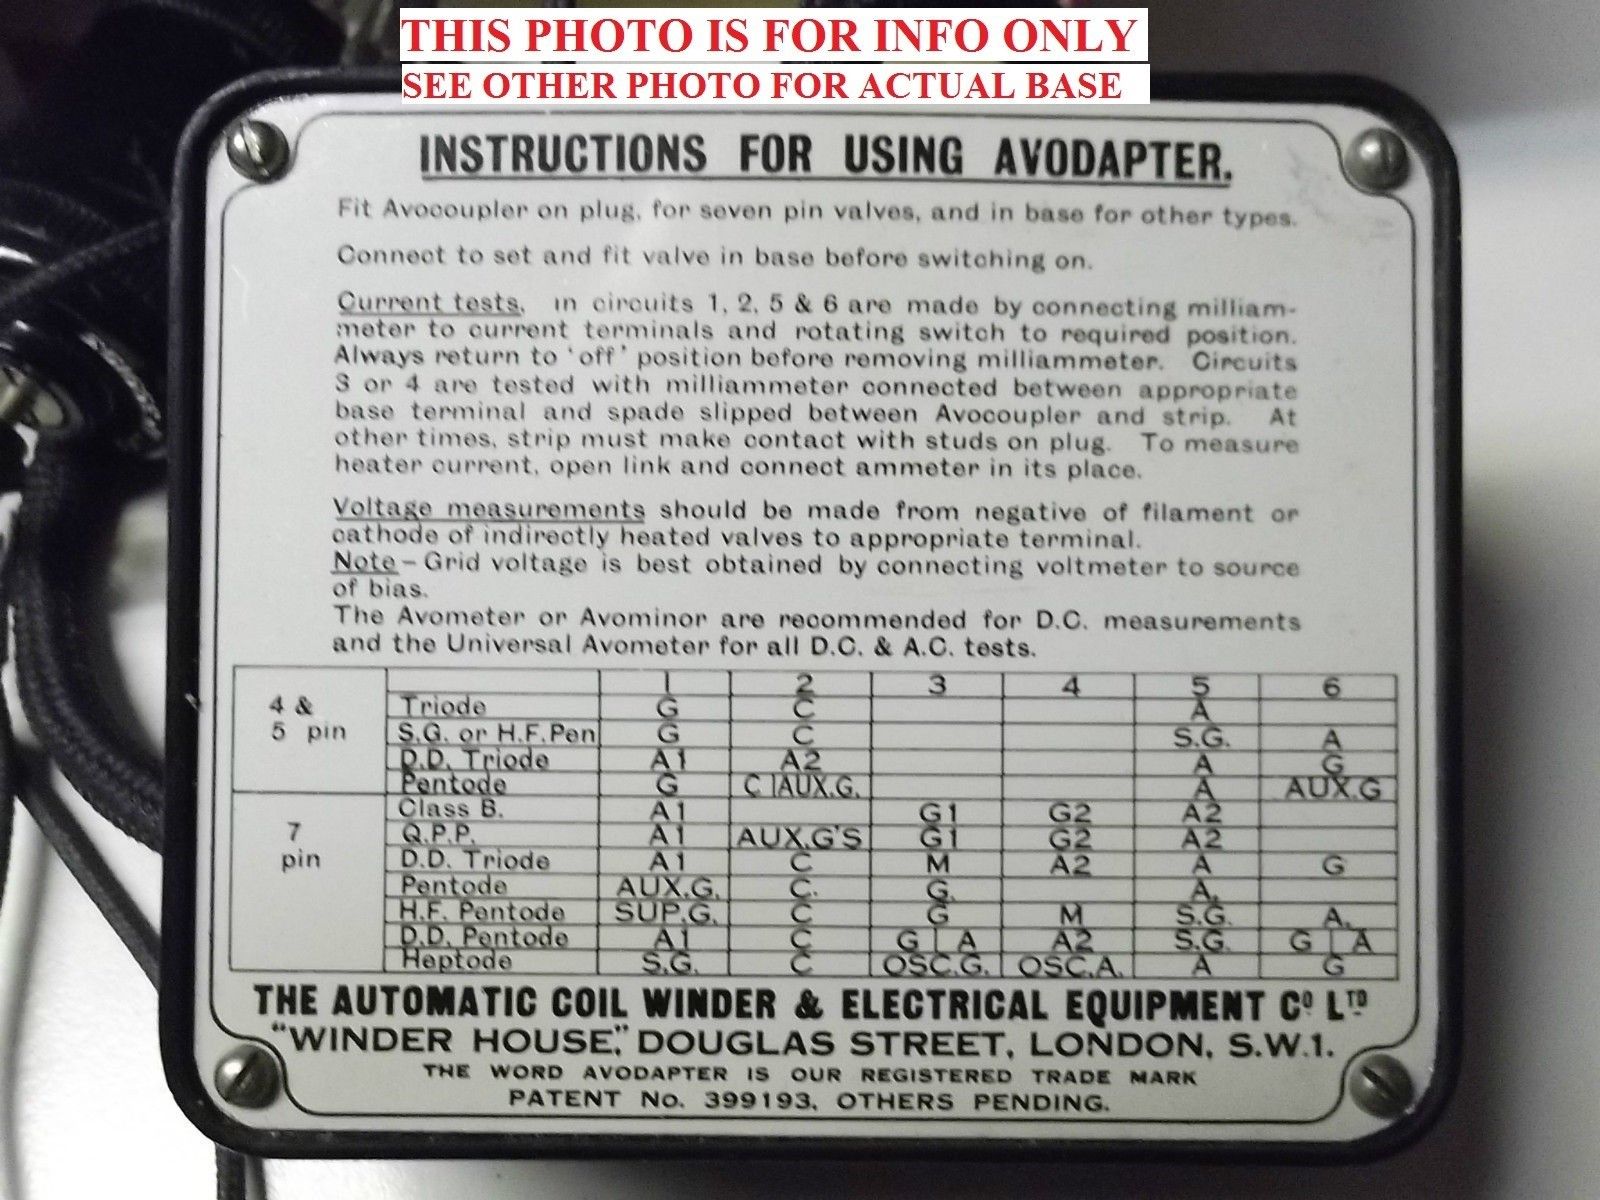 THIS PHOTO IS FOR INFO ONLY
SEE OTHER PHOTO FOR ACTUAL BASE
INSTRUCTIONS FOR USING AVODAPTER.
Fit Avocoupler on plug, for seven pin valves, and in base for other types.
Connect to set and fit valve in base before switching on.
Current tests, in circuits 1, 2, 5 & 6 are made by connecting milliam-
meter to current terminals and rotating switch to required position.
Always return to 'off' position before removing milliammeter. Circuits
3 or 4 are tested with milliammeter connected between appropriate
base terminal and spade slipped between Avocoupler and strip. At
other times, strip must make contact with studs on plug. To measure
heater current, open link and connect ammeter in its place.
Voltage measurements should be made from negative of filament or
cathode of indirectly heated valves to appropriate terminal.
Note – Grid voltage is best obtained by connecting voltmeter to source
of bias.
The Avometer or Avominor are recommended for D.C. measurements
and the Universal Avometer for all D.C. & A.C. tests.
1 2 3 4 5 6
4 & 5 pin
Triode G C A
S.G. or H.F. Pen G C S.G. A
D.D. Triode A1 A2 A G
Pentode G C | AUX.G. A AUX.G
7 pin
Class B. A1 G1 G2 A2
Q.P.P. A1 AUX.G'S G1 G2 A2
D.D. Triode A1 C M A2 A G
Pentode AUX.G. C. G. A.
H.F. Pentode SUP.G. C G M S.G. A.
D.D. Pentode A1 C G | A A2 S.G. G | A
Heptode S.G. C OSC.G. OSC.A. A G
THE AUTOMATIC COIL WINDER & ELECTRICAL EQUIPMENT Co LTD
"WINDER HOUSE," DOUGLAS STREET, LONDON, S.W.1.
THE WORD AVODAPTER IS OUR REGISTERED TRADE MARK
PATENT No. 399193. OTHERS PENDING.